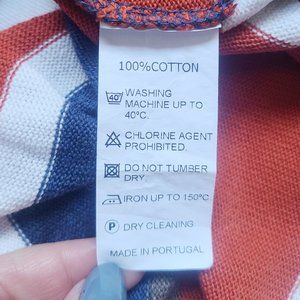 100%COTTON
40 WASHING
MACHINE UP TO
40°C.
CHLORINE AGENT
PROHIBITED.
DO NOT TUMBER
DRY.
IRON UP TO 150°C
P DRY CLEANING
MADE IN PORTUGAL